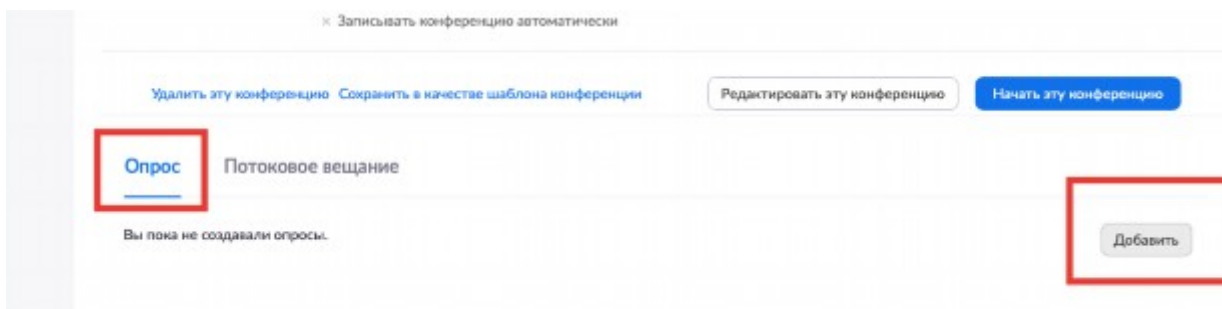 × Записывать конференцию автоматически
Удалить эту конференцию Сохранить в качестве шаблона конференции Редактировать эту конференцию Начать эту конференцию
Опрос Потоковое вещание
Вы пока не создавали опросы. Добавить